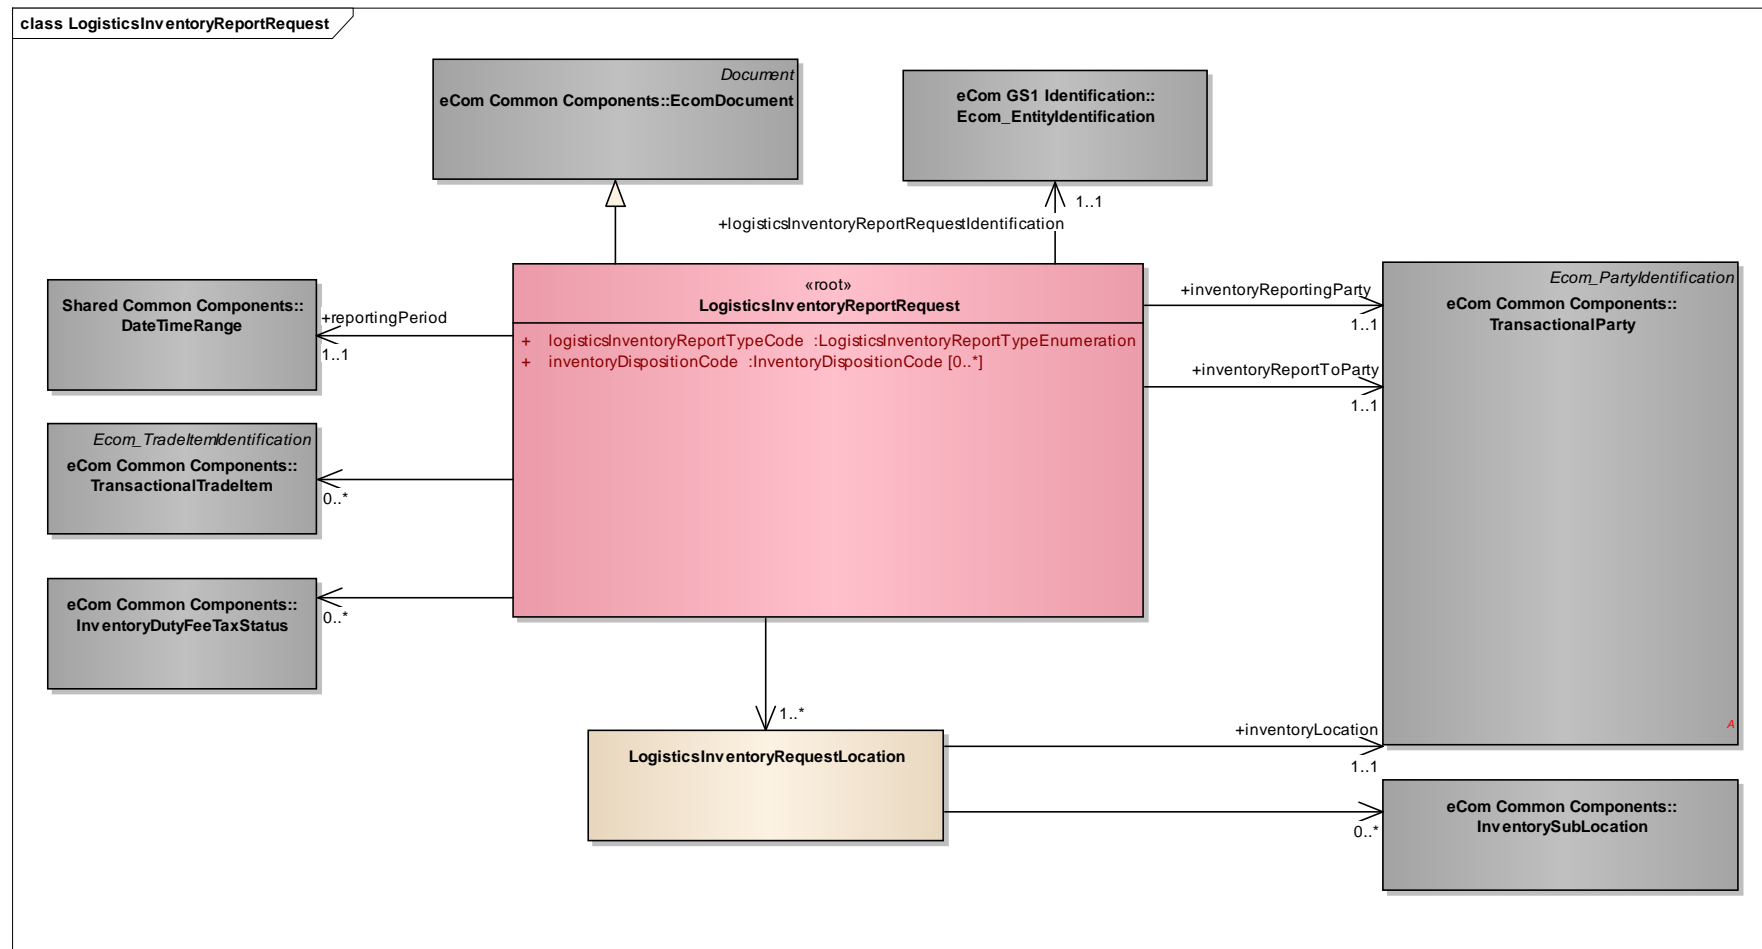 class LogisticsInventoryReportRequest
Document
eCom Common Components::EcomDocument
eCom GS1 Identification::
Ecom_EntityIdentification
1..1
+logisticsInventoryReportRequestIdentification
Shared Common Components::
DateTimeRange
+reportingPeriod
1..1
«root»
LogisticsInventoryReportRequest
+ logisticsInventoryReportTypeCode :LogisticsInventoryReportTypeEnumeration
+ inventoryDispositionCode :InventoryDispositionCode [0..*]
+inventoryReportingParty
1..1
+inventoryReportToParty
1..1
Ecom_PartyIdentification
eCom Common Components::
TransactionalParty
A
Ecom_TradeItemIdentification
eCom Common Components::
TransactionalTradeItem
0..*
eCom Common Components::
InventoryDutyFeeTaxStatus
0..*
1..*
LogisticsInventoryRequestLocation
+inventoryLocation
1..1
0..*
eCom Common Components::
InventorySubLocation